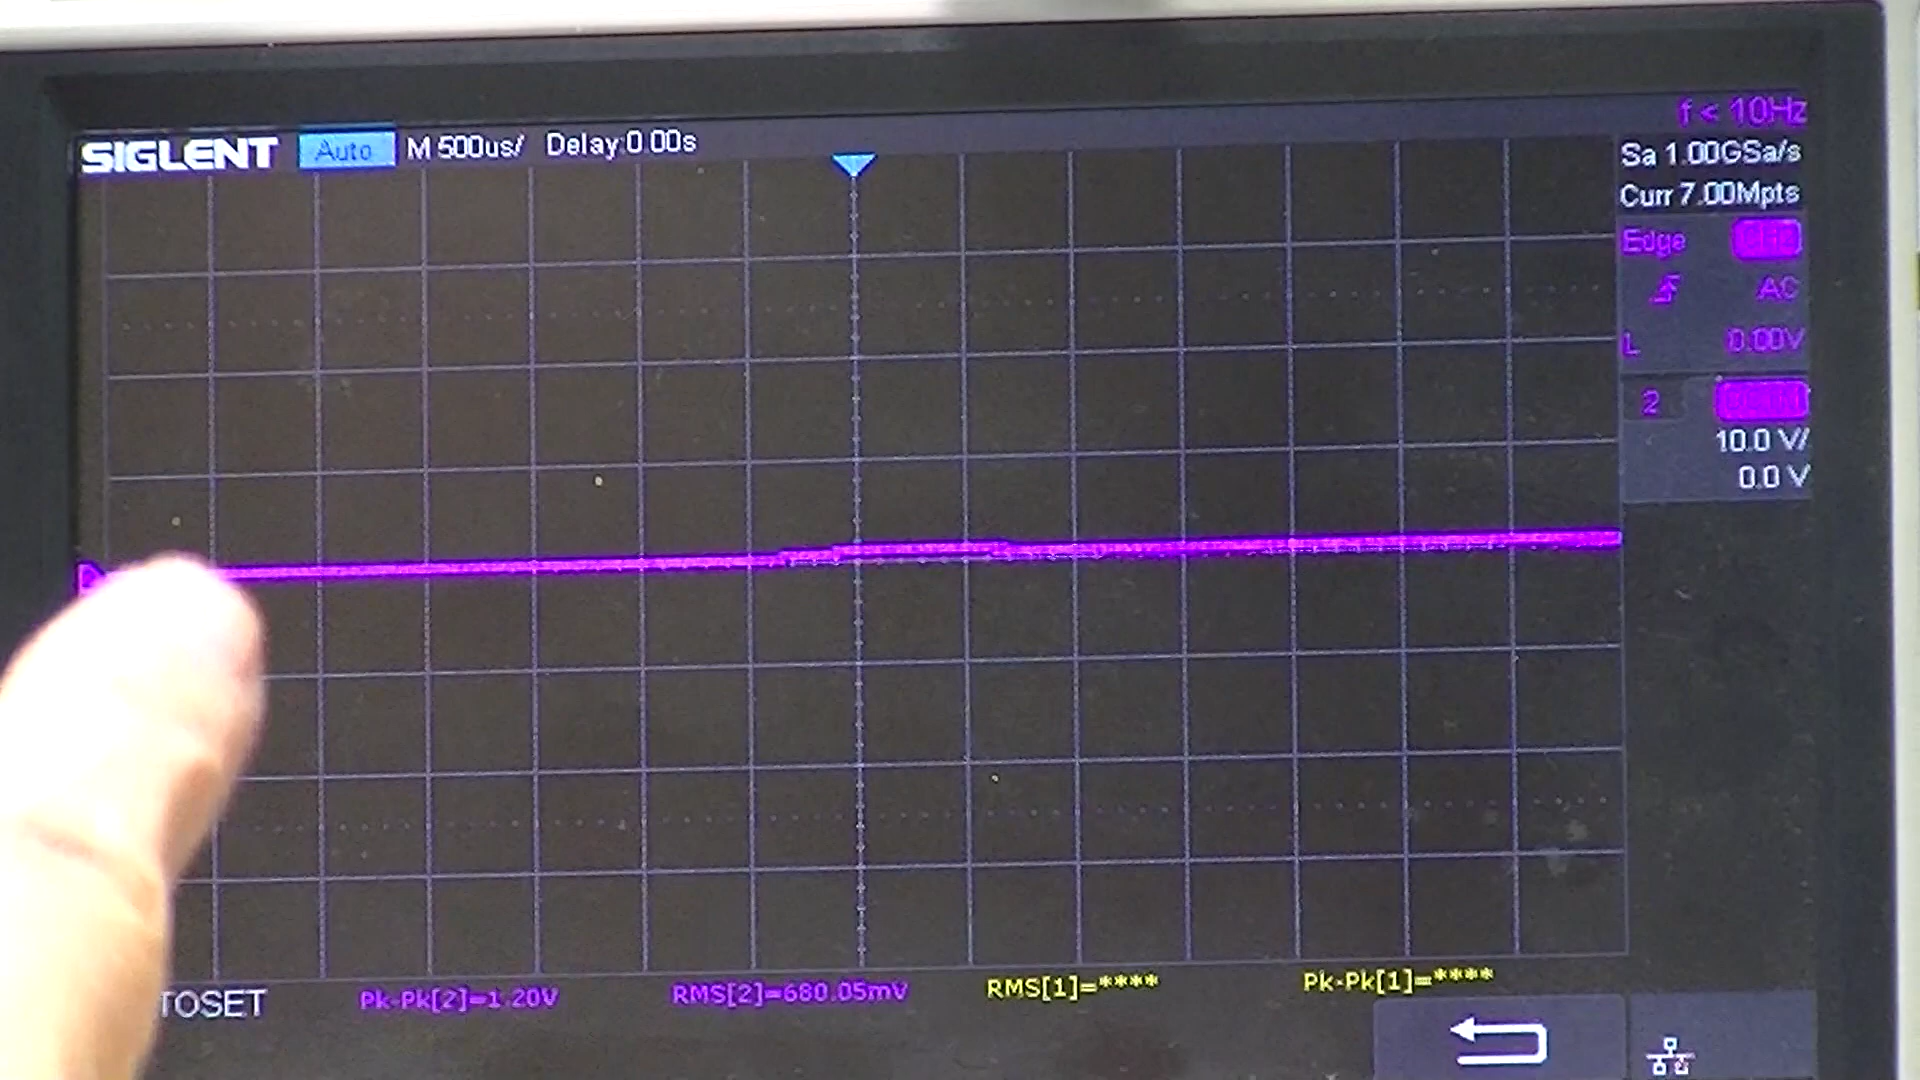 f < 10Hz
SIGLENT Auto M 500us/ Delay:0.00s
Sa 1.00GSa/s
Curr 7.00Mpts
Edge
AC
L 0.00V
2
10.0 V/
0.0 V
TOSET Pk-Pk[2]=1.20V RMS[2]=680.05mV RMS[1]=**** Pk-Pk[1]=****